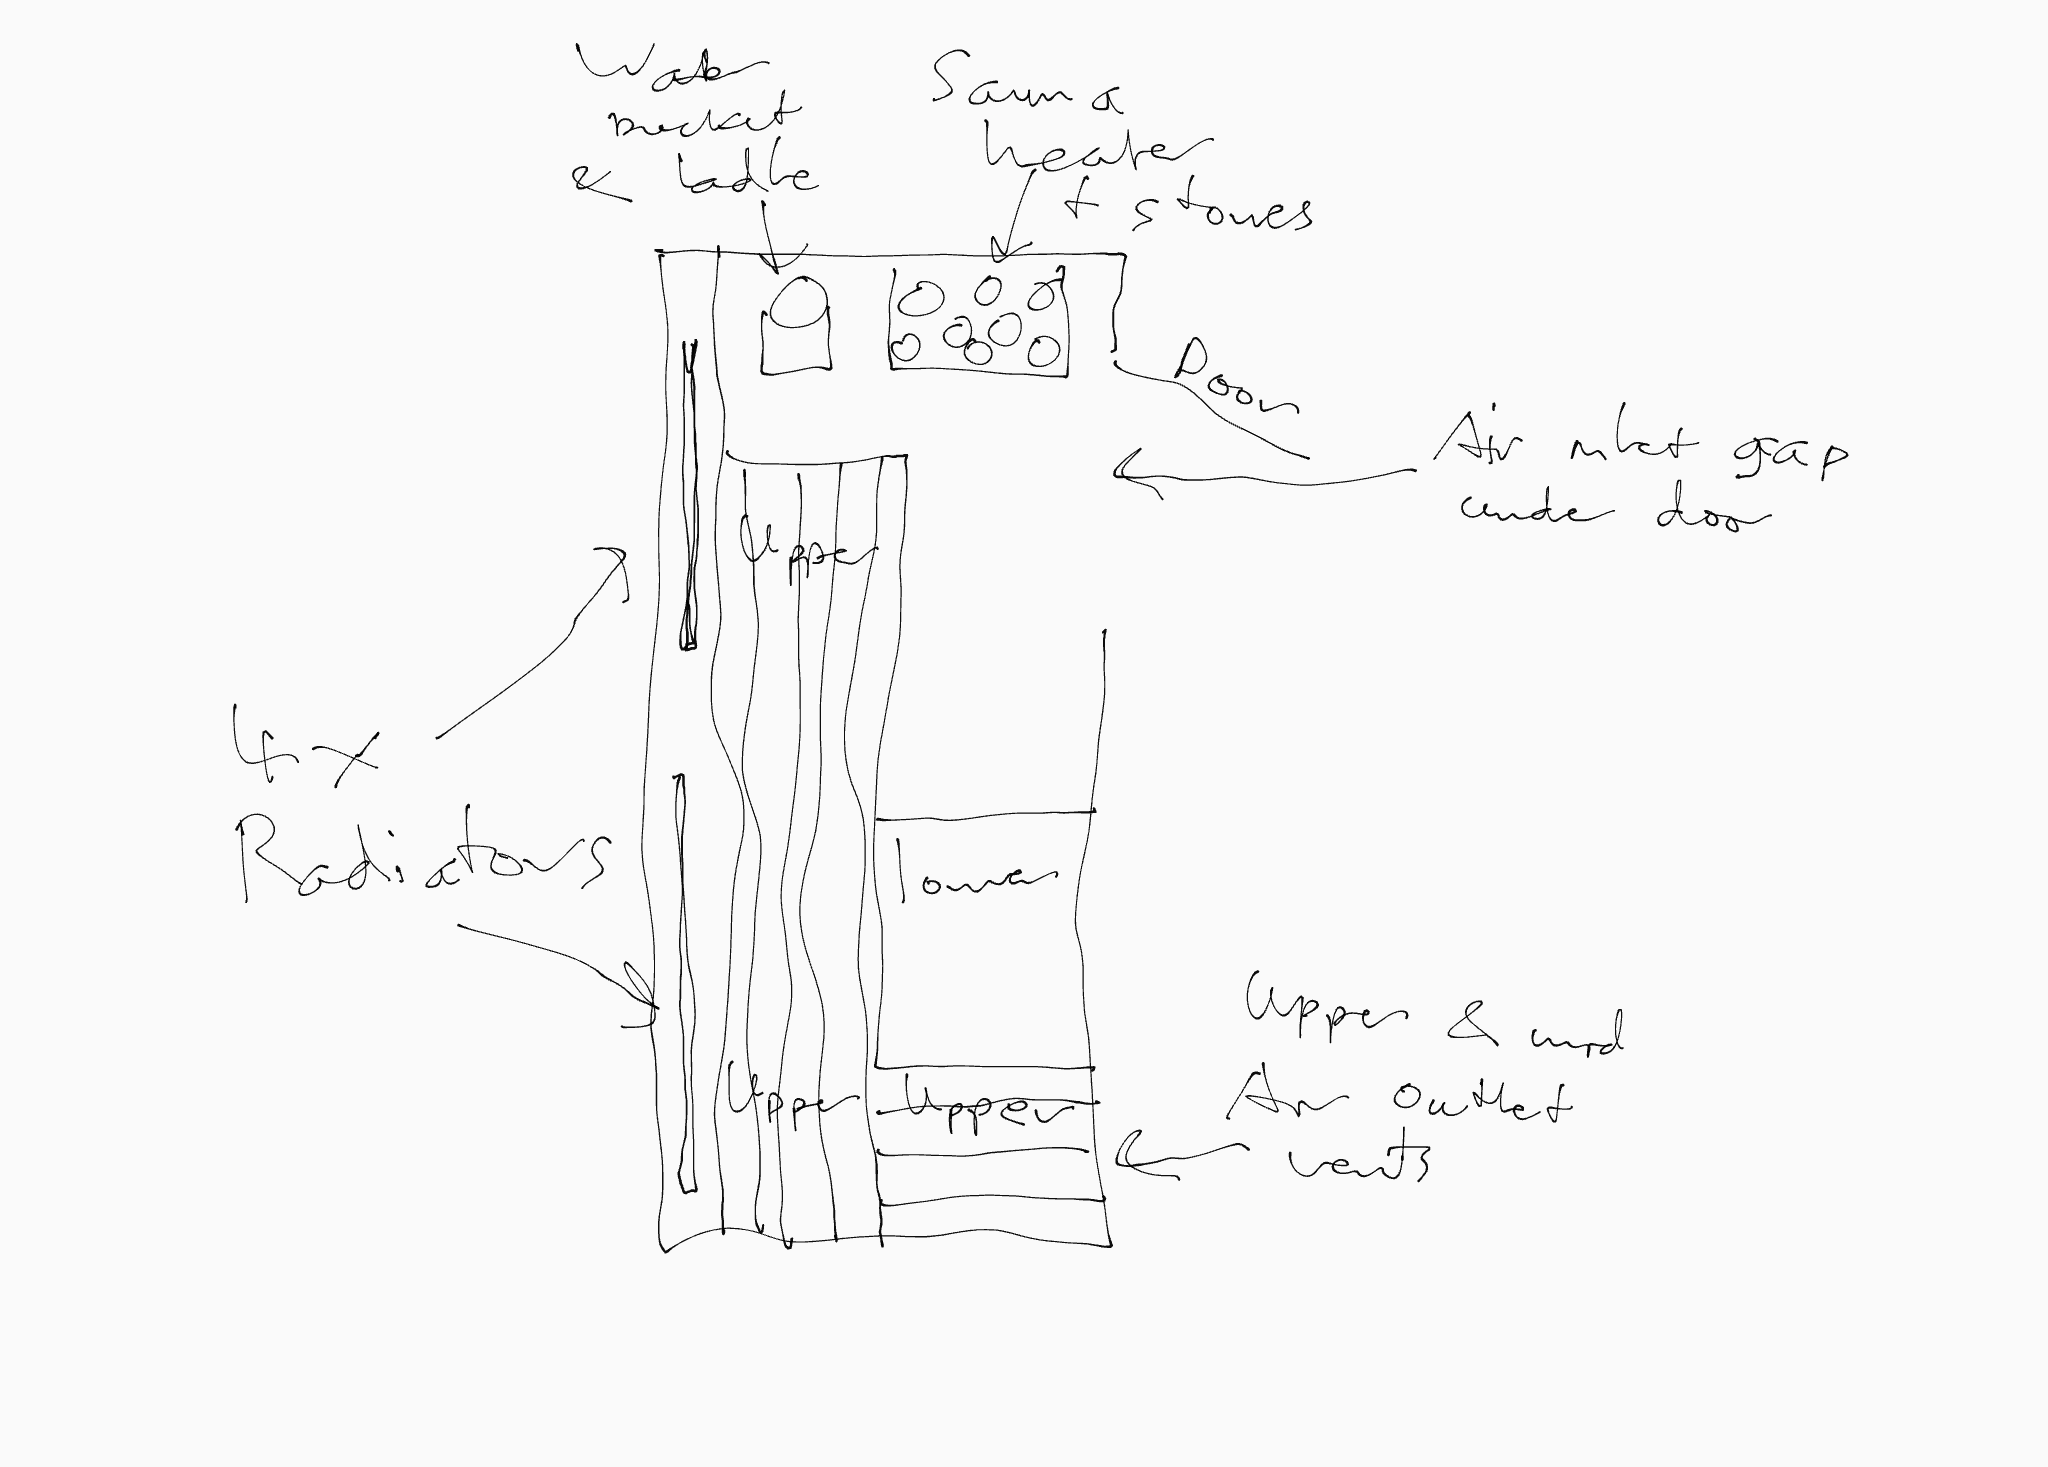 Water
bucket
& ladle
Sauna
heater
+ stones
Door
Air inlet gap
under door
Upper
4x
Radiators
lower
Upper & mid
Air outlet
vents
Upper
Upper